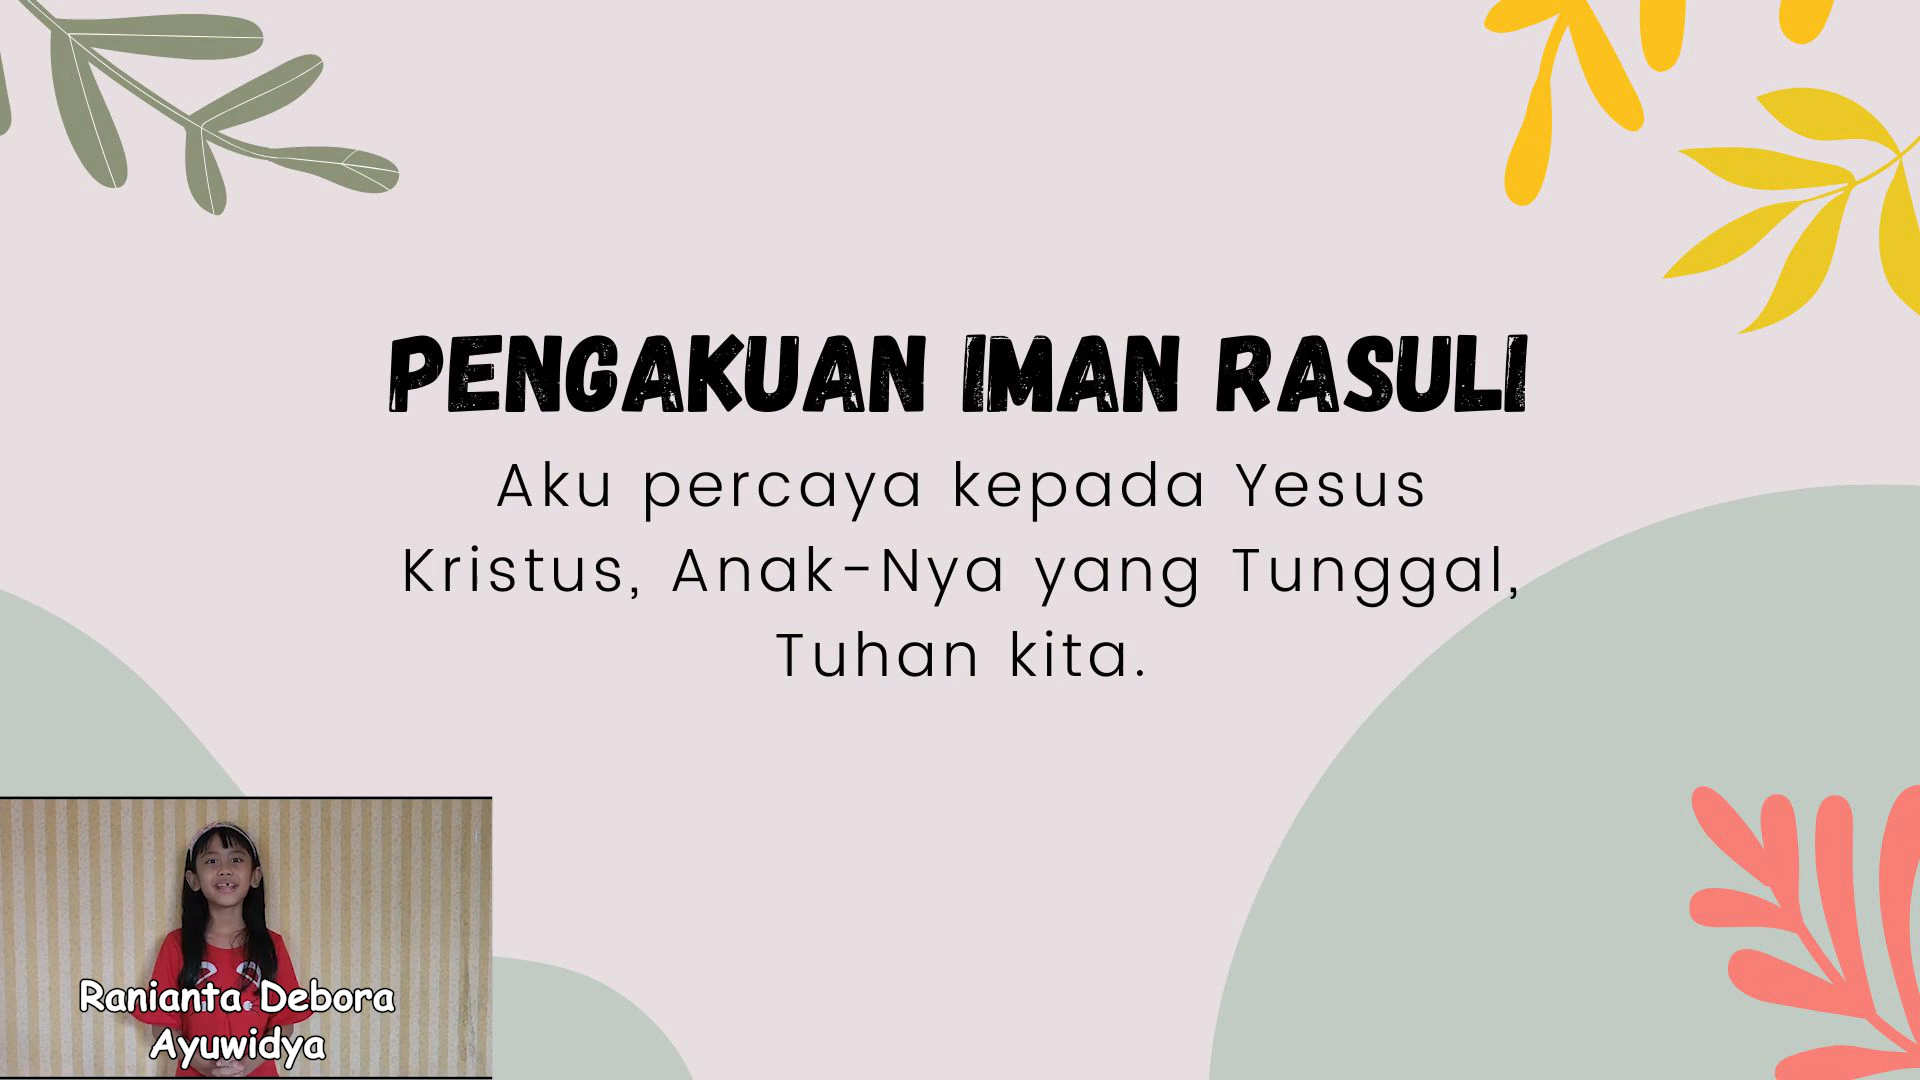 PENGAKUAN IMAN RASULI
Aku percaya kepada Yesus
Kristus, Anak-Nya yang Tunggal,
Tuhan kita.
Ranianta Debora
Ayuwidya